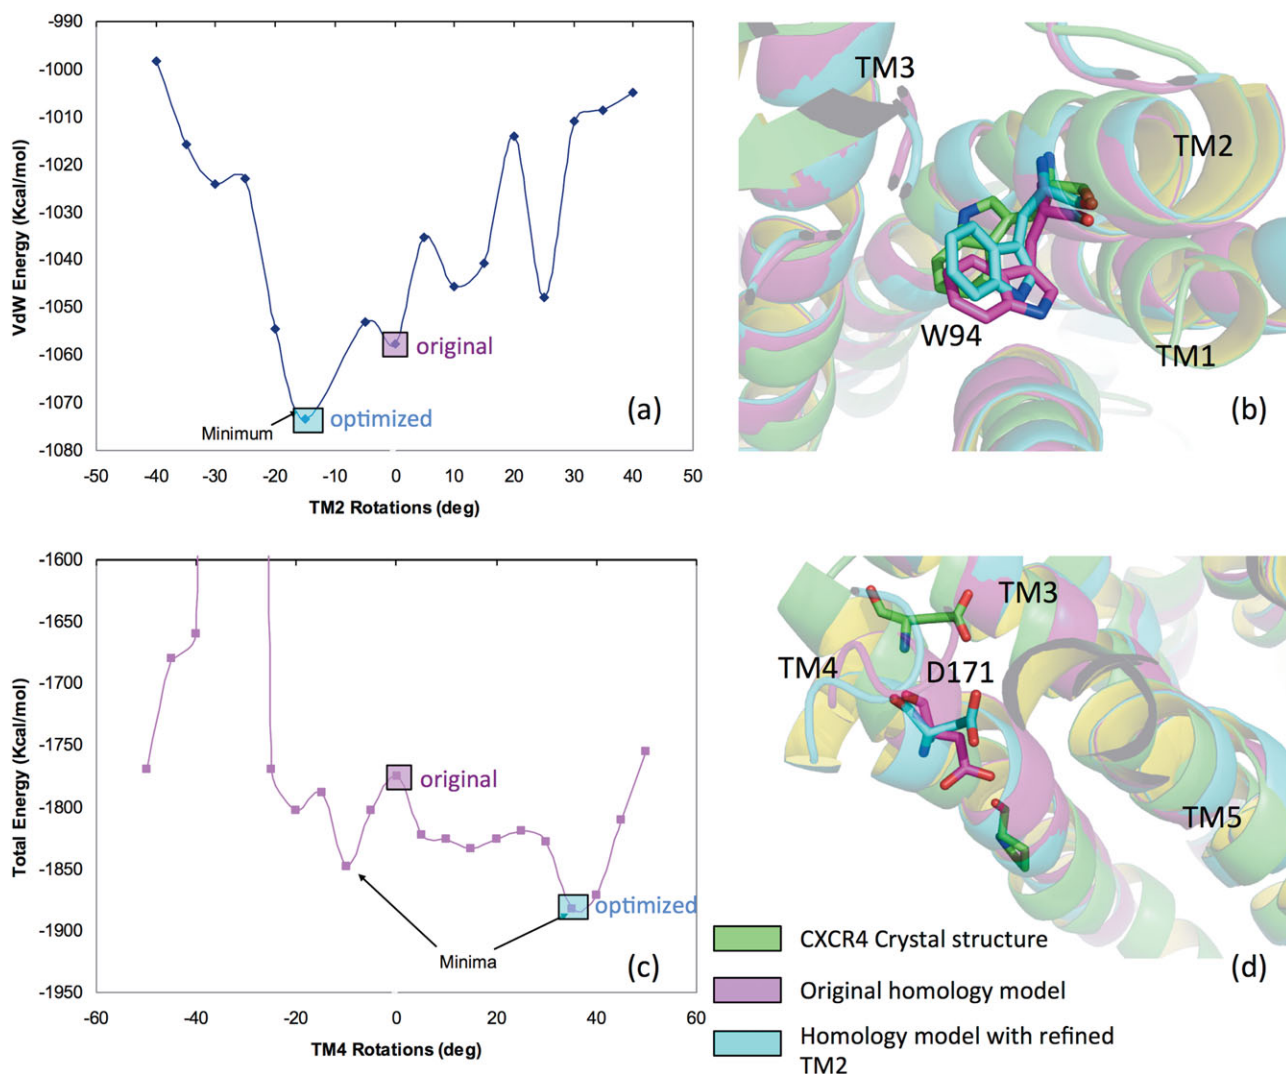 -990
-1000
-1010
-1020
-1030
-1040
-1050
-1060
-1070
-1080
VdW Energy (Kcal/mol)
original
optimized
Minimum
(a)
-50 -40 -30 -20 -10 0 10 20 30 40 50
TM2 Rotations (deg)
TM3
TM2
W94
TM1
(b)
-1600
-1650
-1700
-1750
-1800
-1850
-1900
-1950
Total Energy (Kcal/mol)
original
optimized
Minima
(c)
-60 -40 -20 0 20 40 60
TM4 Rotations (deg)
TM3
TM4
D171
TM5
(d)
CXCR4 Crystal structure
Original homology model
Homology model with refined
TM2